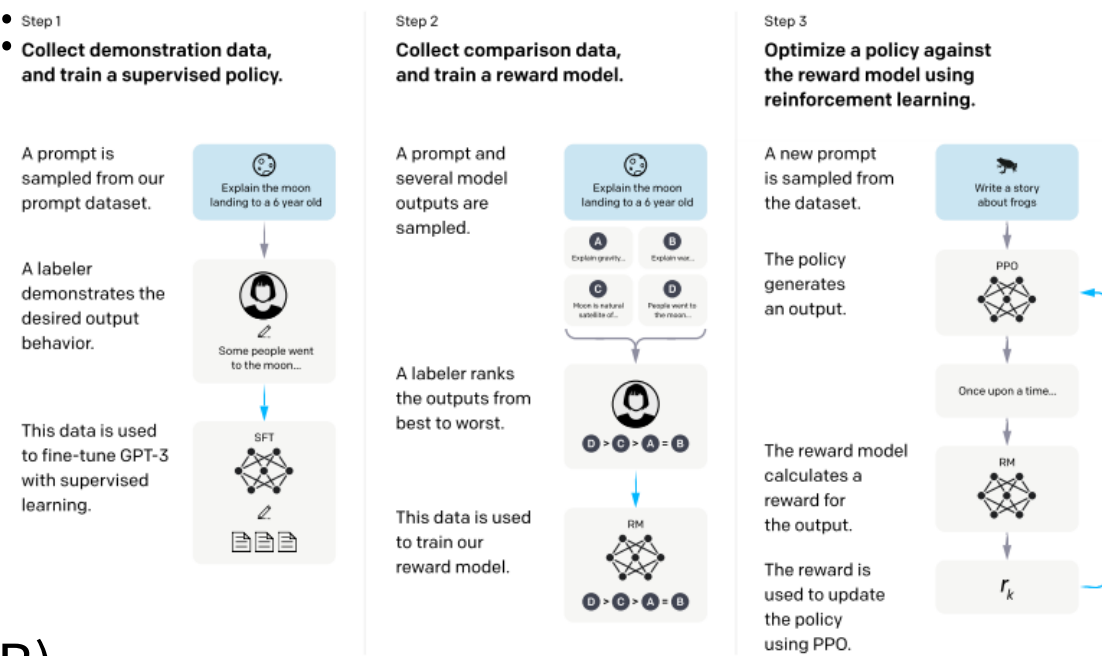 Step 1
Collect demonstration data,
and train a supervised policy.
A prompt is
sampled from our
prompt dataset.
Explain the moon
landing to a 6 year old
A labeler
demonstrates the
desired output
behavior.
Some people went
to the moon...
This data is used
to fine-tune GPT-3
with supervised
learning.
SFT
Step 2
Collect comparison data,
and train a reward model.
A prompt and
several model
outputs are
sampled.
Explain the moon
landing to a 6 year old
A
Explain gravity...
B
Explain war...
C
Moon is natural
satellite of...
D
People went to
the moon...
A labeler ranks
the outputs from
best to worst.
D > C > A = B
This data is used
to train our
reward model.
RM
D > C > A = B
Step 3
Optimize a policy against
the reward model using
reinforcement learning.
A new prompt
is sampled from
the dataset.
Write a story
about frogs
The policy
generates
an output.
PPO
Once upon a time...
The reward model
calculates a
reward for
the output.
RM
The reward is
used to update
the policy
using PPO.
rk